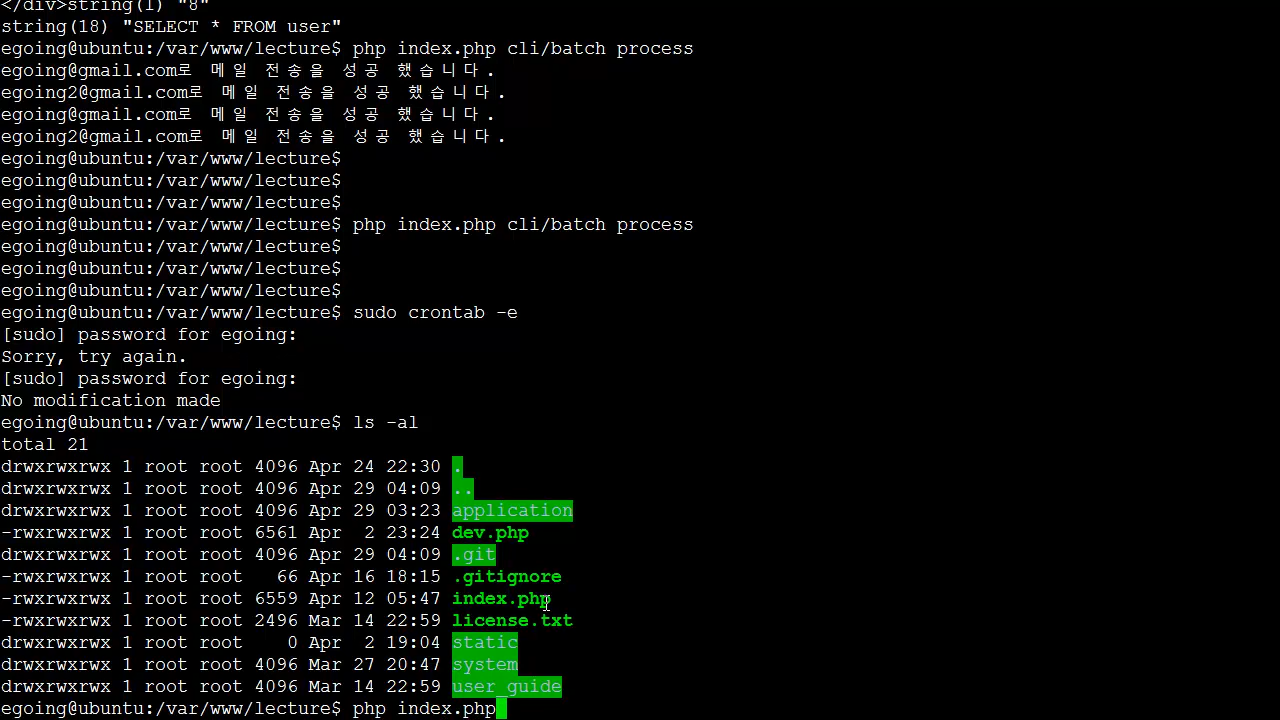 </div>string(1) "8"
string(18) "SELECT * FROM user"
egoing@ubuntu:/var/www/lecture$ php index.php cli/batch process
egoing@gmail.com로 메일 전송을 성공 했습니다.
egoing2@gmail.com로 메일 전송을 성공 했습니다.
egoing@gmail.com로 메일 전송을 성공 했습니다.
egoing2@gmail.com로 메일 전송을 성공 했습니다.
egoing@ubuntu:/var/www/lecture$
egoing@ubuntu:/var/www/lecture$
egoing@ubuntu:/var/www/lecture$
egoing@ubuntu:/var/www/lecture$ php index.php cli/batch process
egoing@ubuntu:/var/www/lecture$
egoing@ubuntu:/var/www/lecture$
egoing@ubuntu:/var/www/lecture$
egoing@ubuntu:/var/www/lecture$ sudo crontab -e
[sudo] password for egoing:
Sorry, try again.
[sudo] password for egoing:
No modification made
egoing@ubuntu:/var/www/lecture$ ls -al
total 21
drwxrwxrwx 1 root root 4096 Apr 24 22:30 .
drwxrwxrwx 1 root root 4096 Apr 29 04:09 ..
drwxrwxrwx 1 root root 4096 Apr 29 03:23 application
-rwxrwxrwx 1 root root 6561 Apr  2 23:24 dev.php
drwxrwxrwx 1 root root 4096 Apr 29 04:09 .git
-rwxrwxrwx 1 root root   66 Apr 16 18:15 .gitignore
-rwxrwxrwx 1 root root 6559 Apr 12 05:47 index.php
-rwxrwxrwx 1 root root 2496 Mar 14 22:59 license.txt
drwxrwxrwx 1 root root    0 Apr  2 19:04 static
drwxrwxrwx 1 root root 4096 Mar 27 20:47 system
drwxrwxrwx 1 root root 4096 Mar 14 22:59 user_guide
egoing@ubuntu:/var/www/lecture$ php index.php